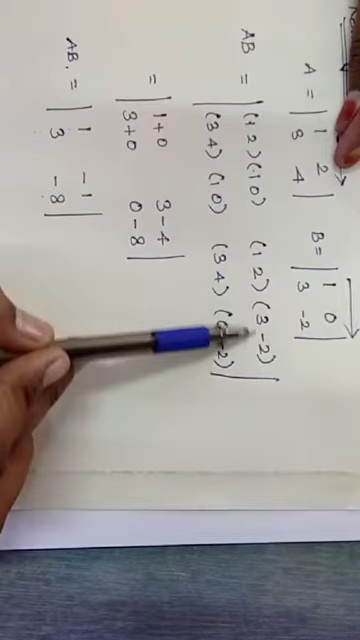 A = | 1 2 | B = | 1 0 |
3 4 3 -2
AB = | (1 2) (1 0) (1 2) (3 -2) |
(3 4) (1 0) (3 4) -2)
= | 1+0 3-4 |
3+0 0-8
AB. = | 1 -1 |
3 -8